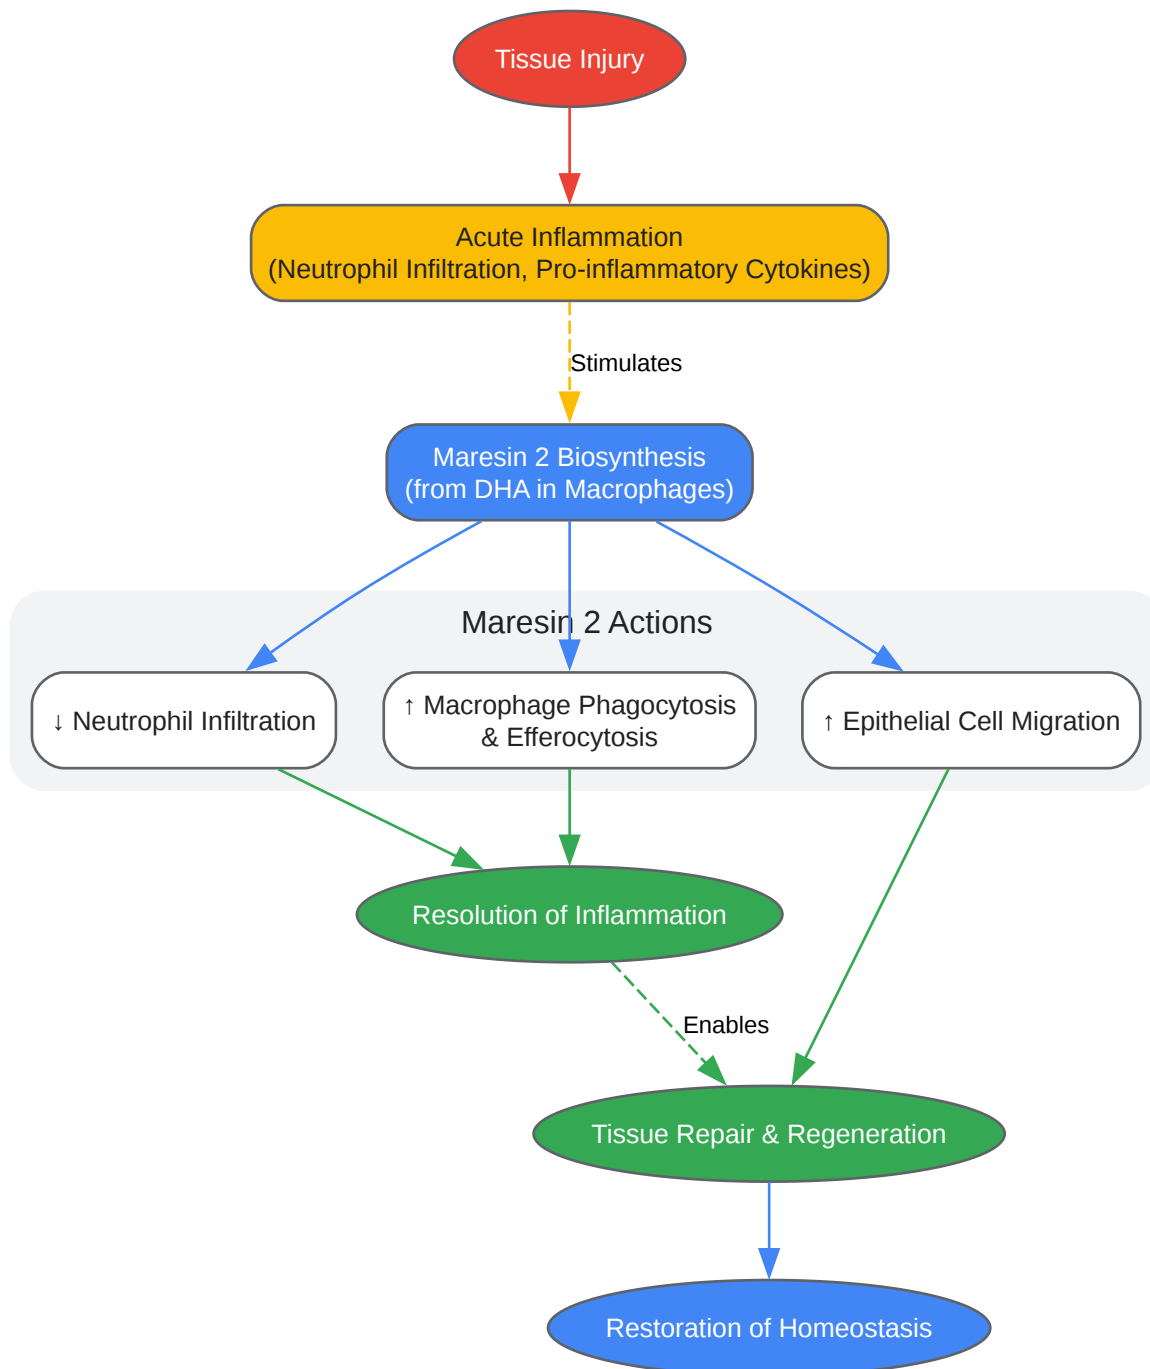 Tissue Injury
Acute Inflammation
(Neutrophil Infiltration, Pro-inflammatory Cytokines)
Stimulates
Maresin 2 Biosynthesis
(from DHA in Macrophages)
Maresin 2 Actions
↓ Neutrophil Infiltration
↑ Macrophage Phagocytosis
& Efferocytosis
↑ Epithelial Cell Migration
Resolution of Inflammation
Enables
Tissue Repair & Regeneration
Restoration of Homeostasis